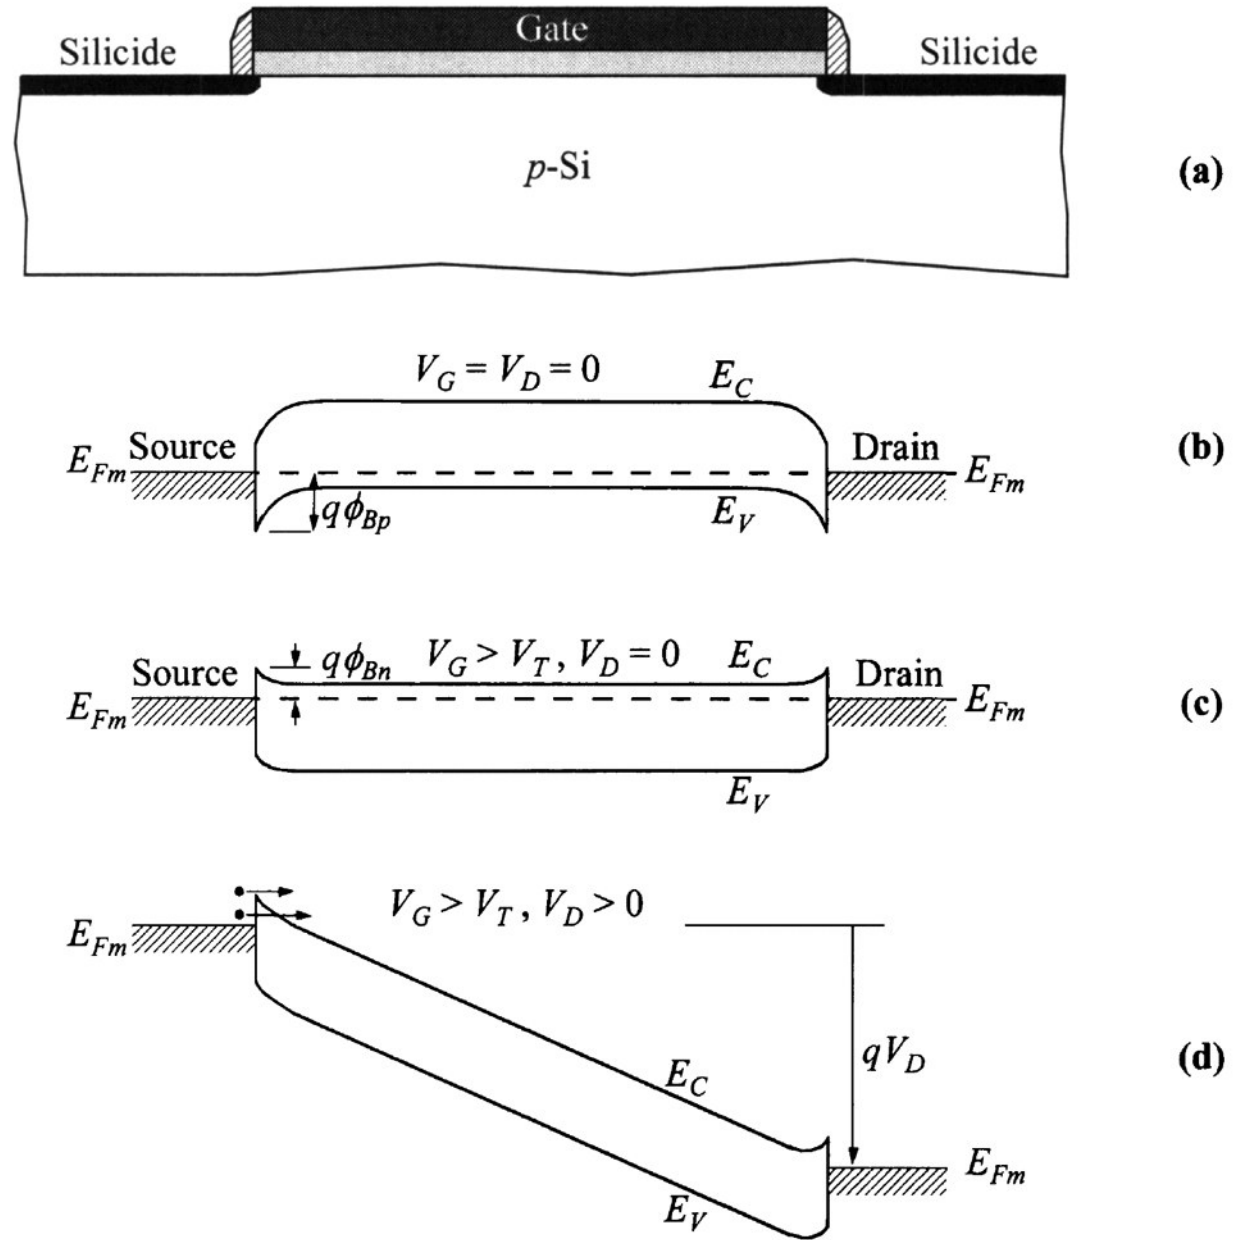 Gate
Silicide Silicide
p-Si
(a)
V_G = V_D = 0 E_C
Source Drain (b)
E_Fm E_Fm
qϕ_Bp E_V
qϕ_Bn V_G > V_T , V_D = 0 E_C
Source Drain
E_Fm E_Fm (c)
E_V
V_G > V_T , V_D > 0
E_Fm
qV_D (d)
E_C
E_Fm
E_V